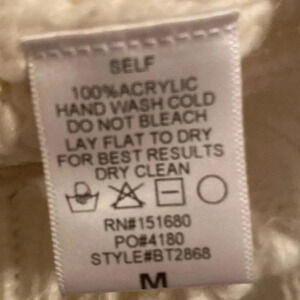 SELF
100%ACRYLIC
HAND WASH COLD
DO NOT BLEACH
LAY FLAT TO DRY
FOR BEST RESULTS
DRY CLEAN
RN#151680
PO#4180
STYLE#BT2868
M